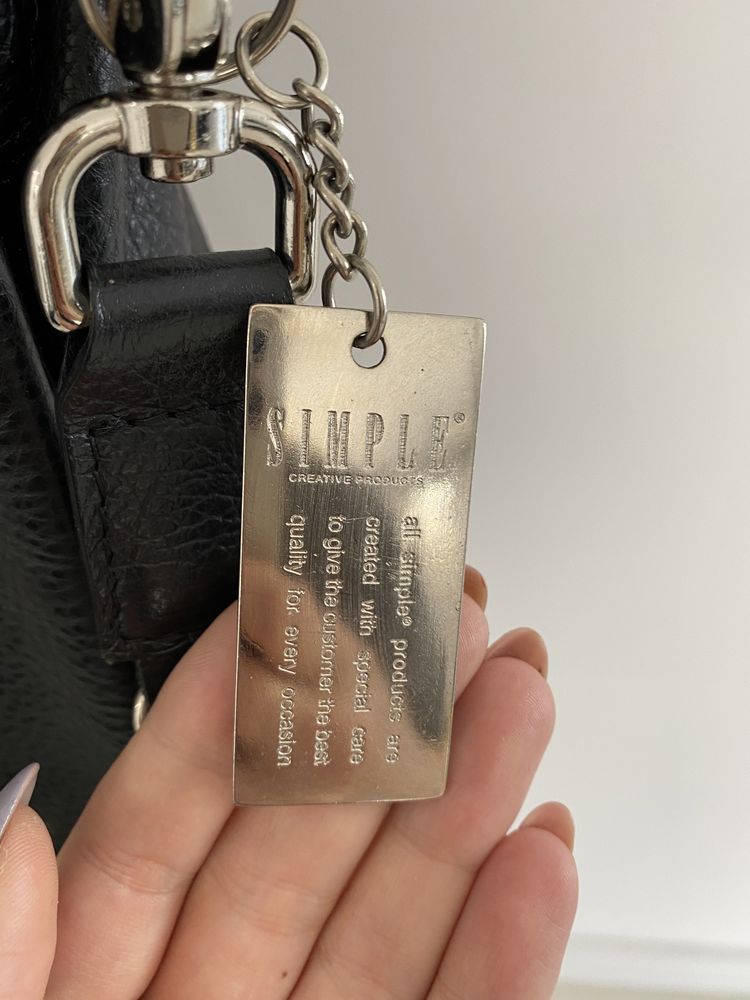 SIMPLE®
CREATIVE PRODUCTS
all simple® products are
created with special care
to give the customer the best
quality for every occasion